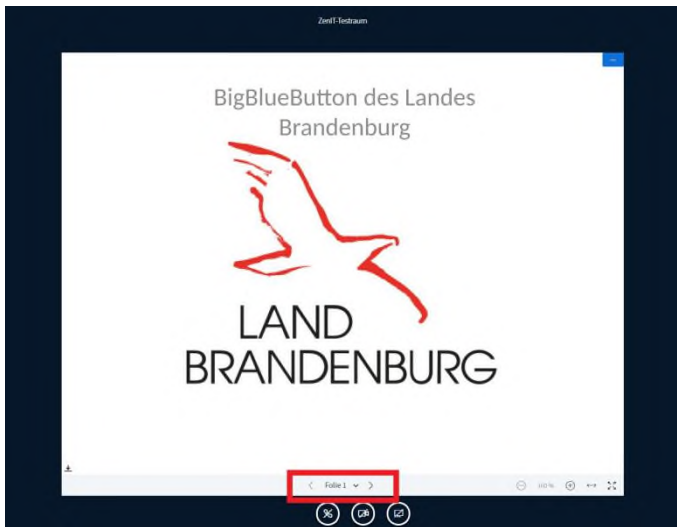 ZenIT-Testraum
BigBlueButton des Landes
Brandenburg
LAND
BRANDENBURG
Folie 1
100 %